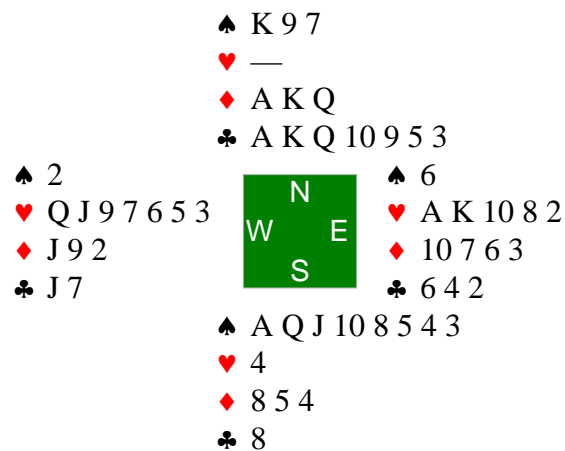 ♠ K 9 7
♥ —
♦ A K Q
♣ A K Q 10 9 5 3
♠ 2
♥ Q J 9 7 6 5 3
♦ J 9 2
♣ J 7
N
W E
S
♠ 6
♥ A K 10 8 2
♦ 10 7 6 3
♣ 6 4 2
♠ A Q J 10 8 5 4 3
♥ 4
♦ 8 5 4
♣ 8